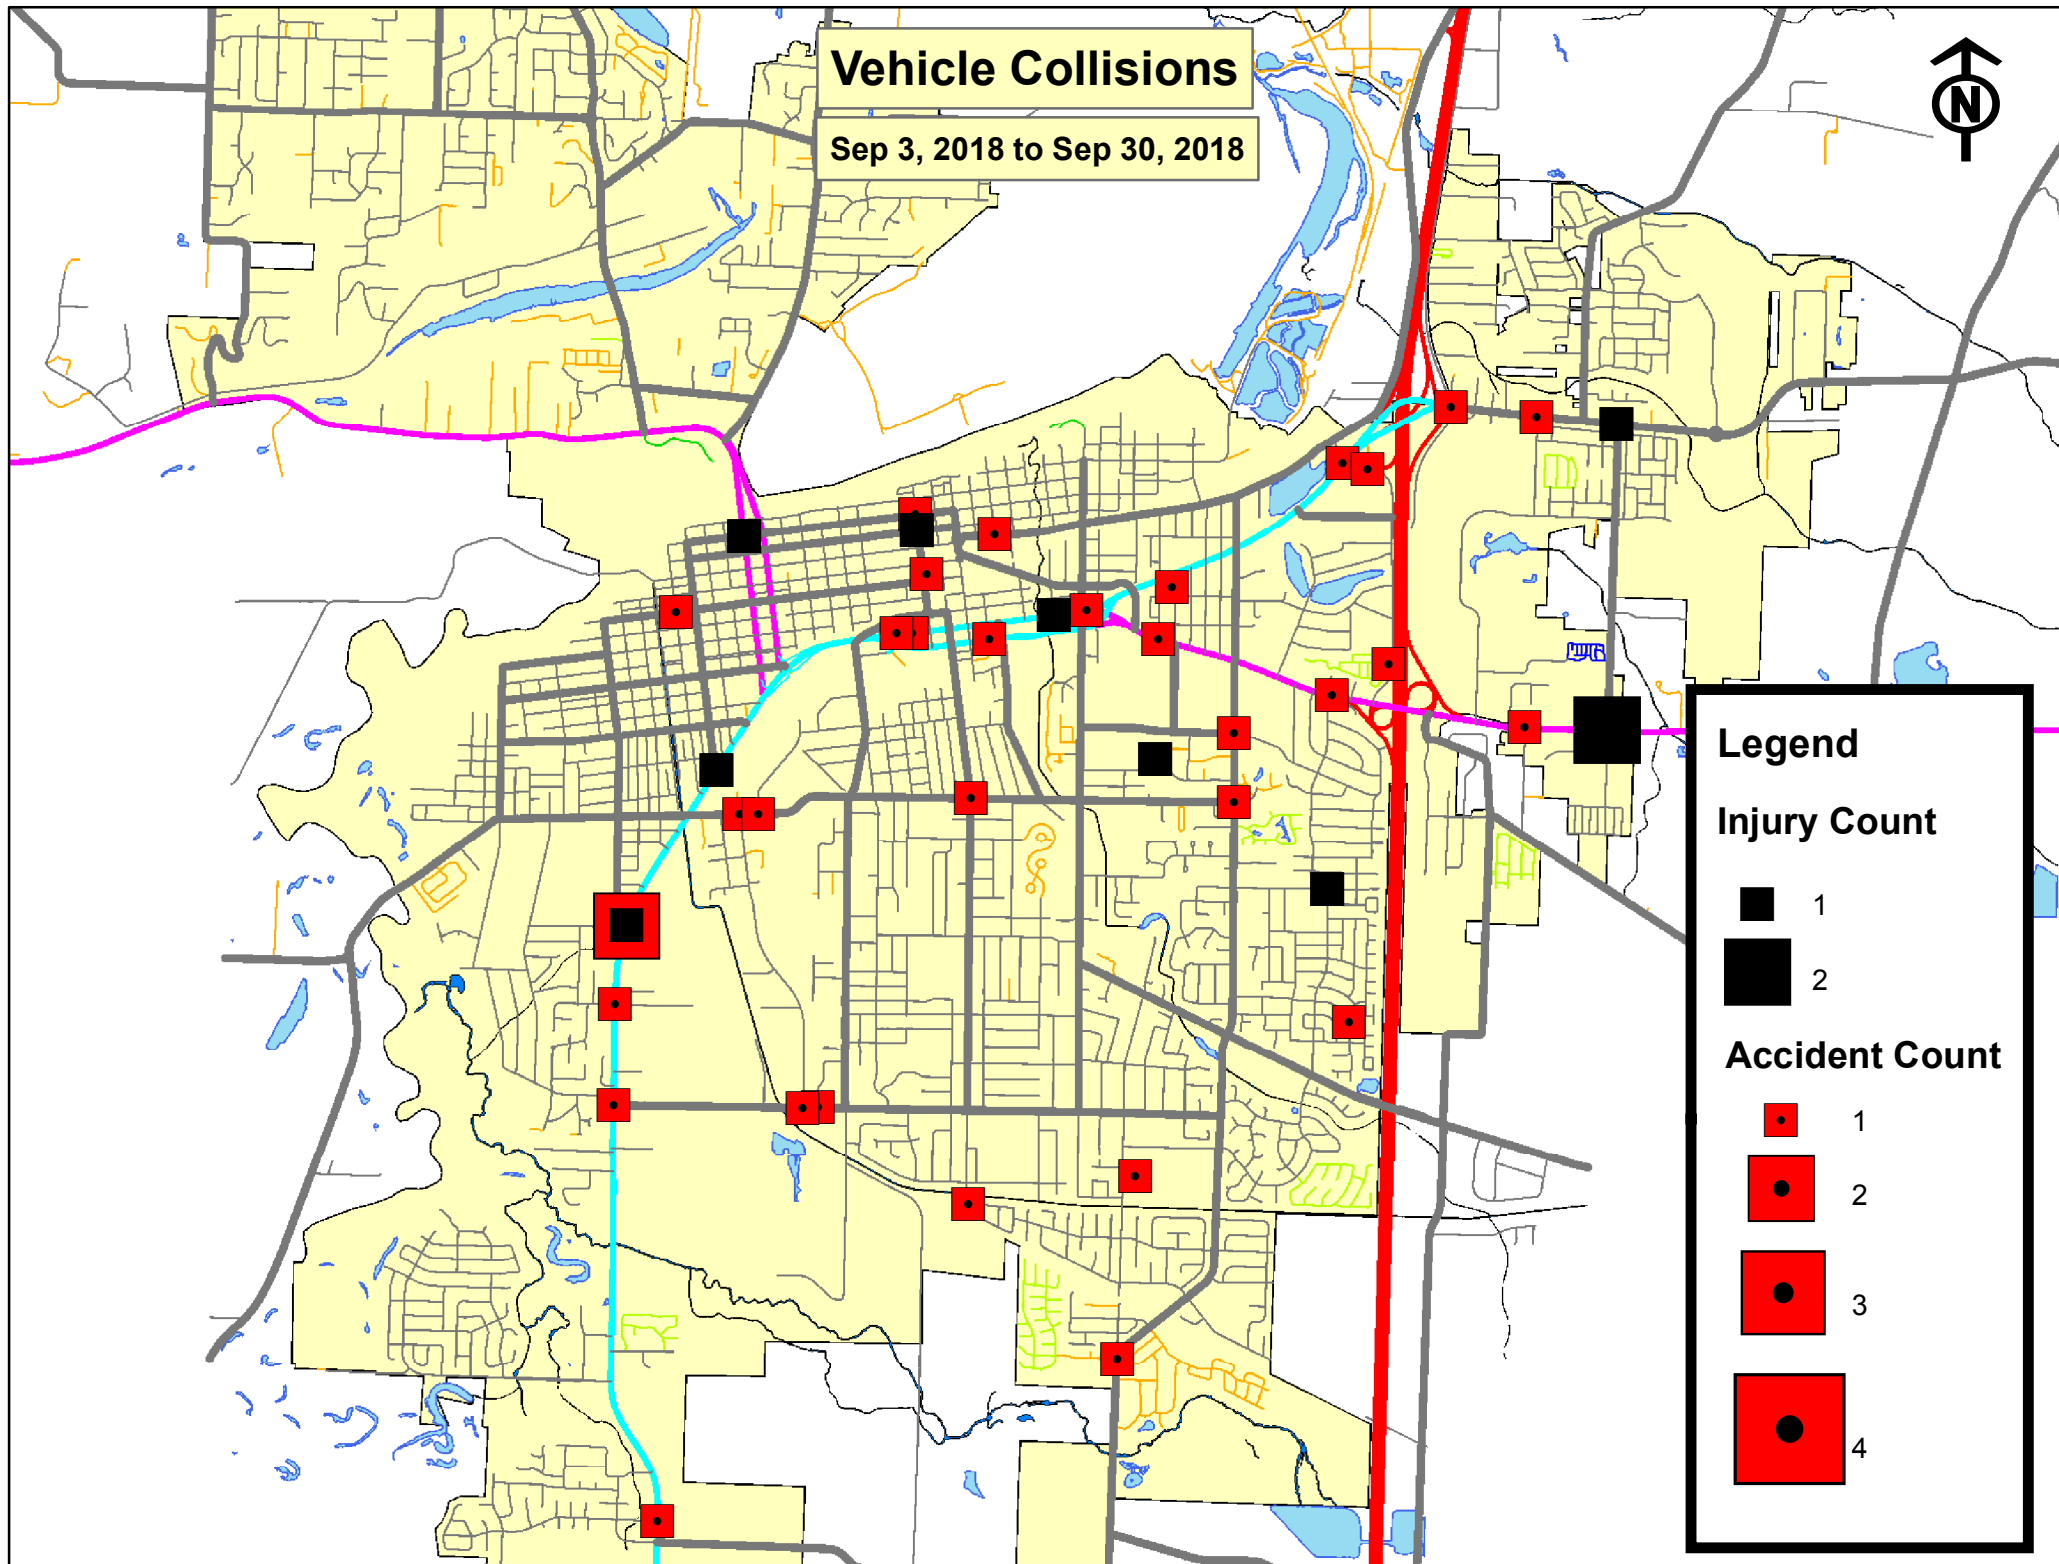 Vehicle Collisions
Sep 3, 2018 to Sep 30, 2018
N
Legend
Injury Count
1
2
Accident Count
1
2
3
4